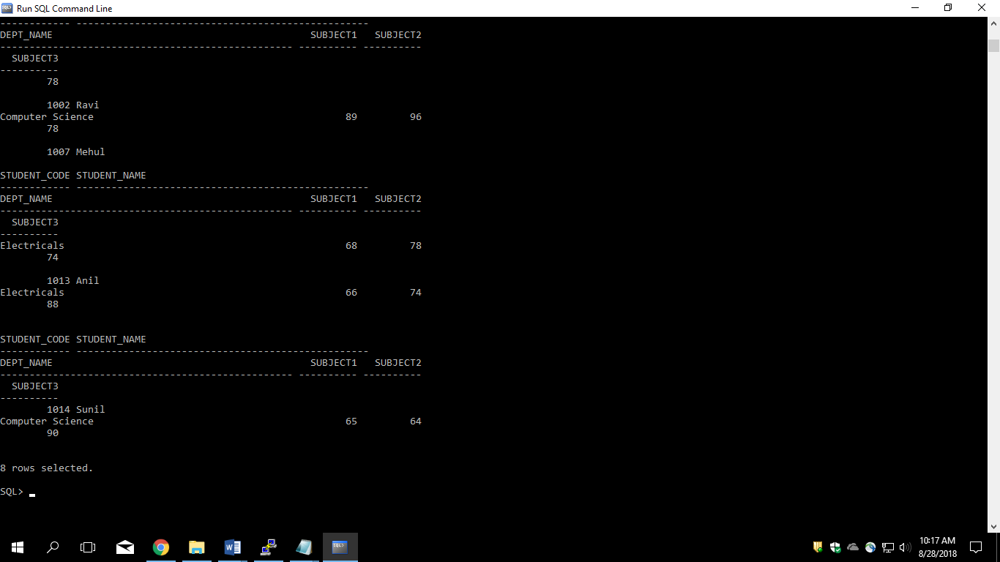 Run SQL Command Line
------------ --------------------------------------------------
DEPT_NAME SUBJECT1 SUBJECT2
-------------------------------------------------- ---------- ----------
SUBJECT3
----------
78
1002 Ravi
Computer Science 89 96
78
1007 Mehul
STUDENT_CODE STUDENT_NAME
------------ --------------------------------------------------
DEPT_NAME SUBJECT1 SUBJECT2
-------------------------------------------------- ---------- ----------
SUBJECT3
----------
Electricals 68 78
74
1013 Anil
Electricals 66 74
88
STUDENT_CODE STUDENT_NAME
------------ --------------------------------------------------
DEPT_NAME SUBJECT1 SUBJECT2
-------------------------------------------------- ---------- ----------
SUBJECT3
----------
1014 Sunil
Computer Science 65 64
90
8 rows selected.
SQL>
10:17 AM
8/28/2018